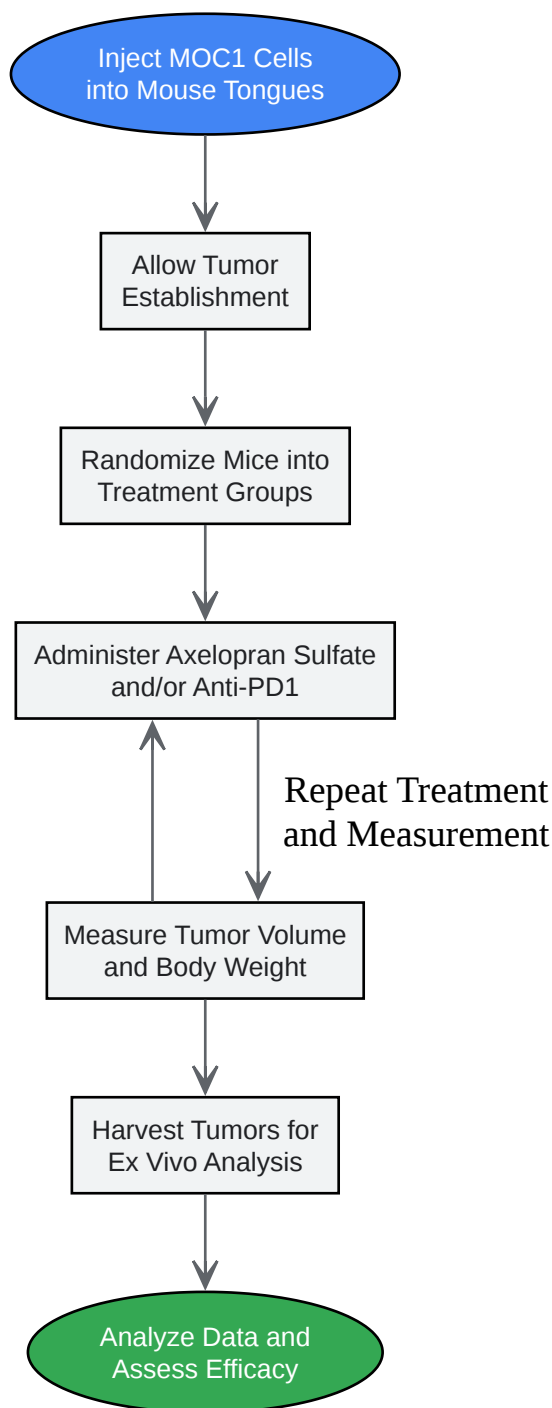 Inject MOC1 Cells
into Mouse Tongues
Allow Tumor
Establishment
Randomize Mice into
Treatment Groups
Administer Axelopran Sulfate
and/or Anti-PD1
Repeat Treatment
and Measurement
Measure Tumor Volume
and Body Weight
Harvest Tumors for
Ex Vivo Analysis
Analyze Data and
Assess Efficacy